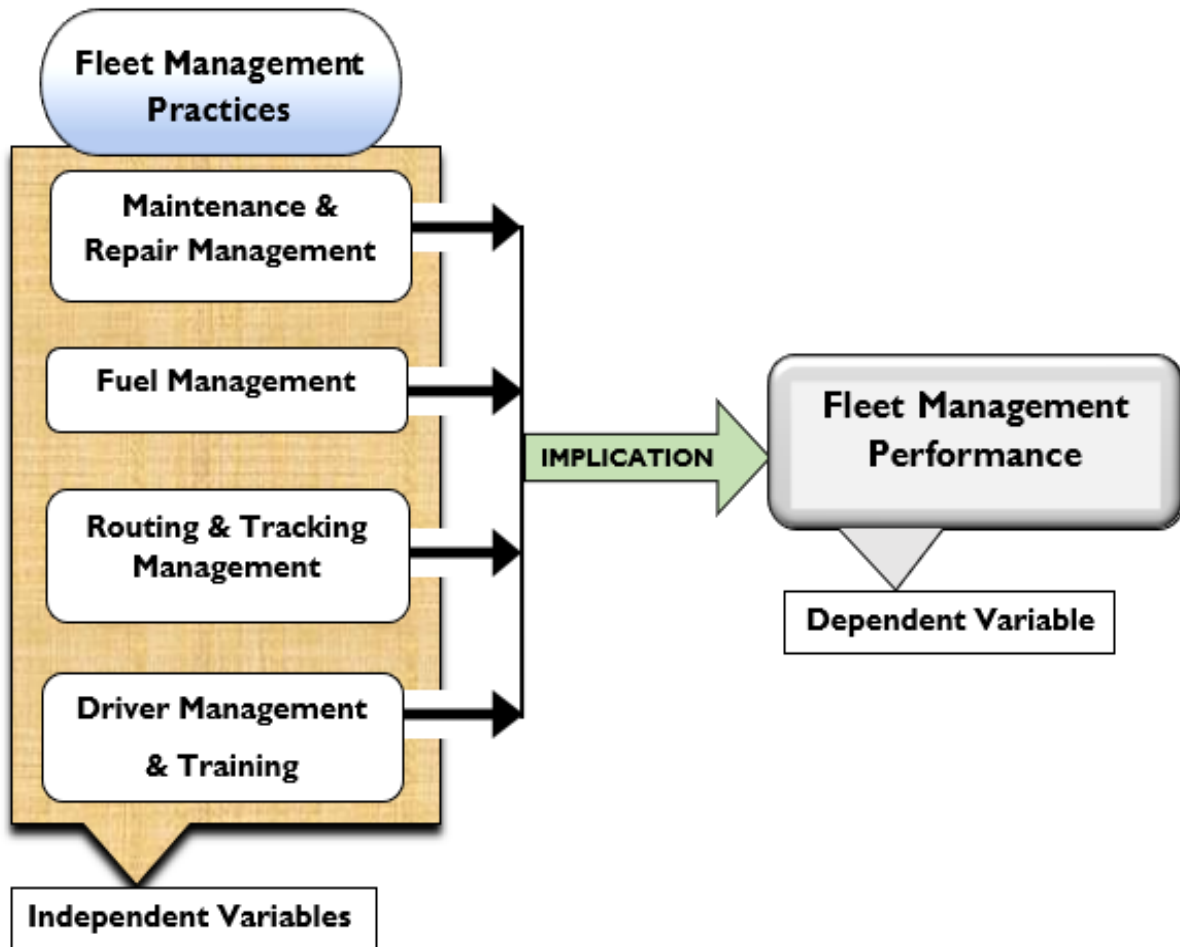 Fleet Management
Practices
Maintenance &
Repair Management
Fuel Management
Routing & Tracking
Management
Driver Management
& Training
Independent Variables
IMPLICATION
Fleet Management
Performance
Dependent Variable